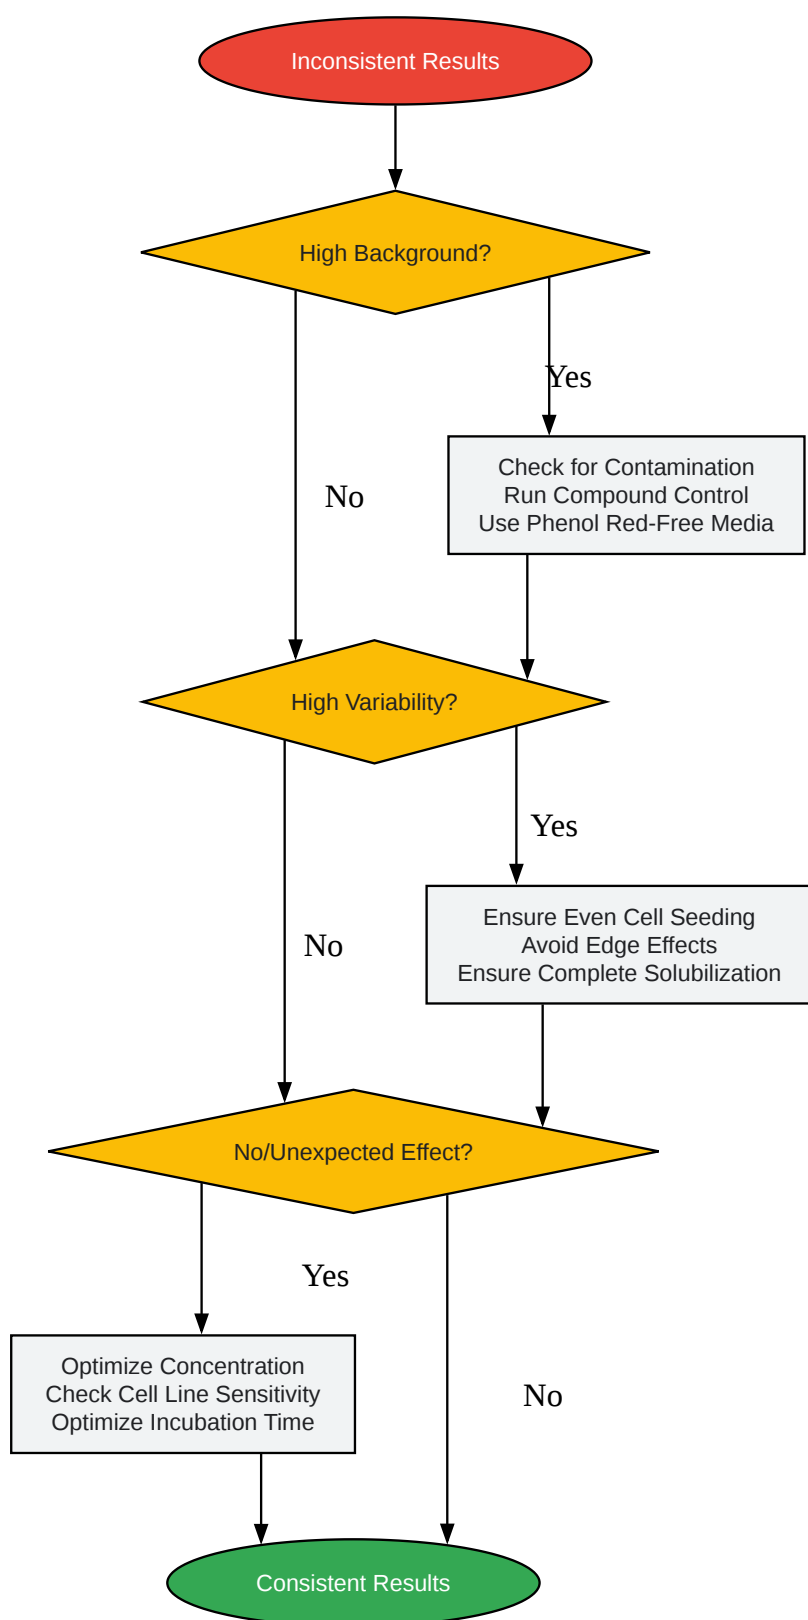 Inconsistent Results
High Background?
Yes
Check for Contamination
Run Compound Control
Use Phenol Red-Free Media
No
High Variability?
Yes
Ensure Even Cell Seeding
Avoid Edge Effects
Ensure Complete Solubilization
No
No/Unexpected Effect?
Yes
Optimize Concentration
Check Cell Line Sensitivity
Optimize Incubation Time
No
Consistent Results